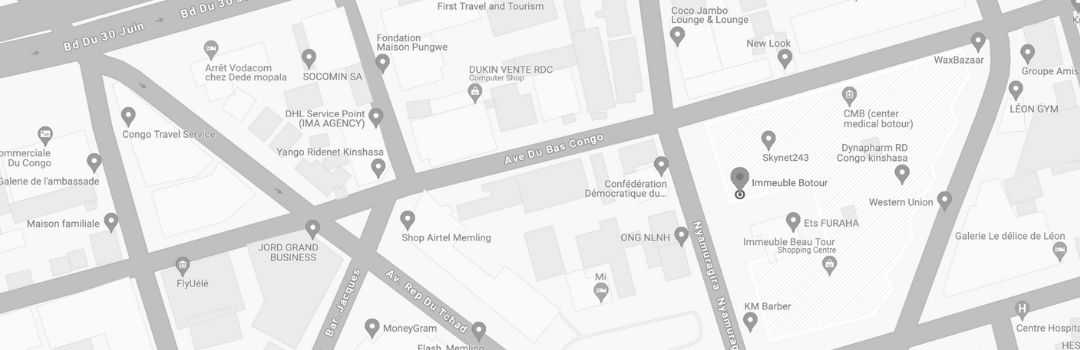 Bd Du 30 Juin
Bd Du 30
First Travel and Tourism
Coco Jambo
Lounge & Lounge
Fondation
Maison Pungwe
New Look
WaxBazaar
Arrêt Vodacom
chez Dede mopala
SOCOMIN SA
DUKIN VENTE RDC
Computer Shop
Groupe Amis
LÉON GYM
DHL Service Point
(IMA AGENCY)
CMB (center
medical botour)
Congo Travel Service
Ave Du Bas Congo
Yango Ridenet Kinshasa
Skynet243
Dynapharm RD
Congo kinshasa
ommerciale
Du Congo
Galerie de l'ambassade
Confédération
Démocratique du...
Immeuble Botour
Western Union
Maison familiale
Shop Airtel Memling
ONG NLNH
Ets FURAHA
JORD GRAND
BUSINESS
Nyamuragira
Nyamurag
Immeuble Beau Tour
Shopping Centre
Galerie Le délice de Léon
FlyUélé
Bar Jacques
Av. Rep Du Tchad
Mi
KM Barber
MoneyGram
H
Centre Hospita
Flash Memling
HES